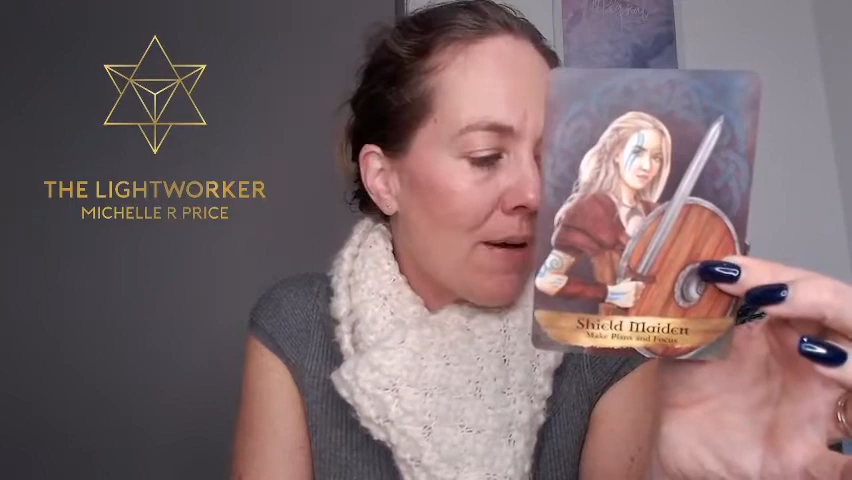 THE LIGHTWORKER
MICHELLE R PRICE
Shield Maiden
Make Plans and Focus